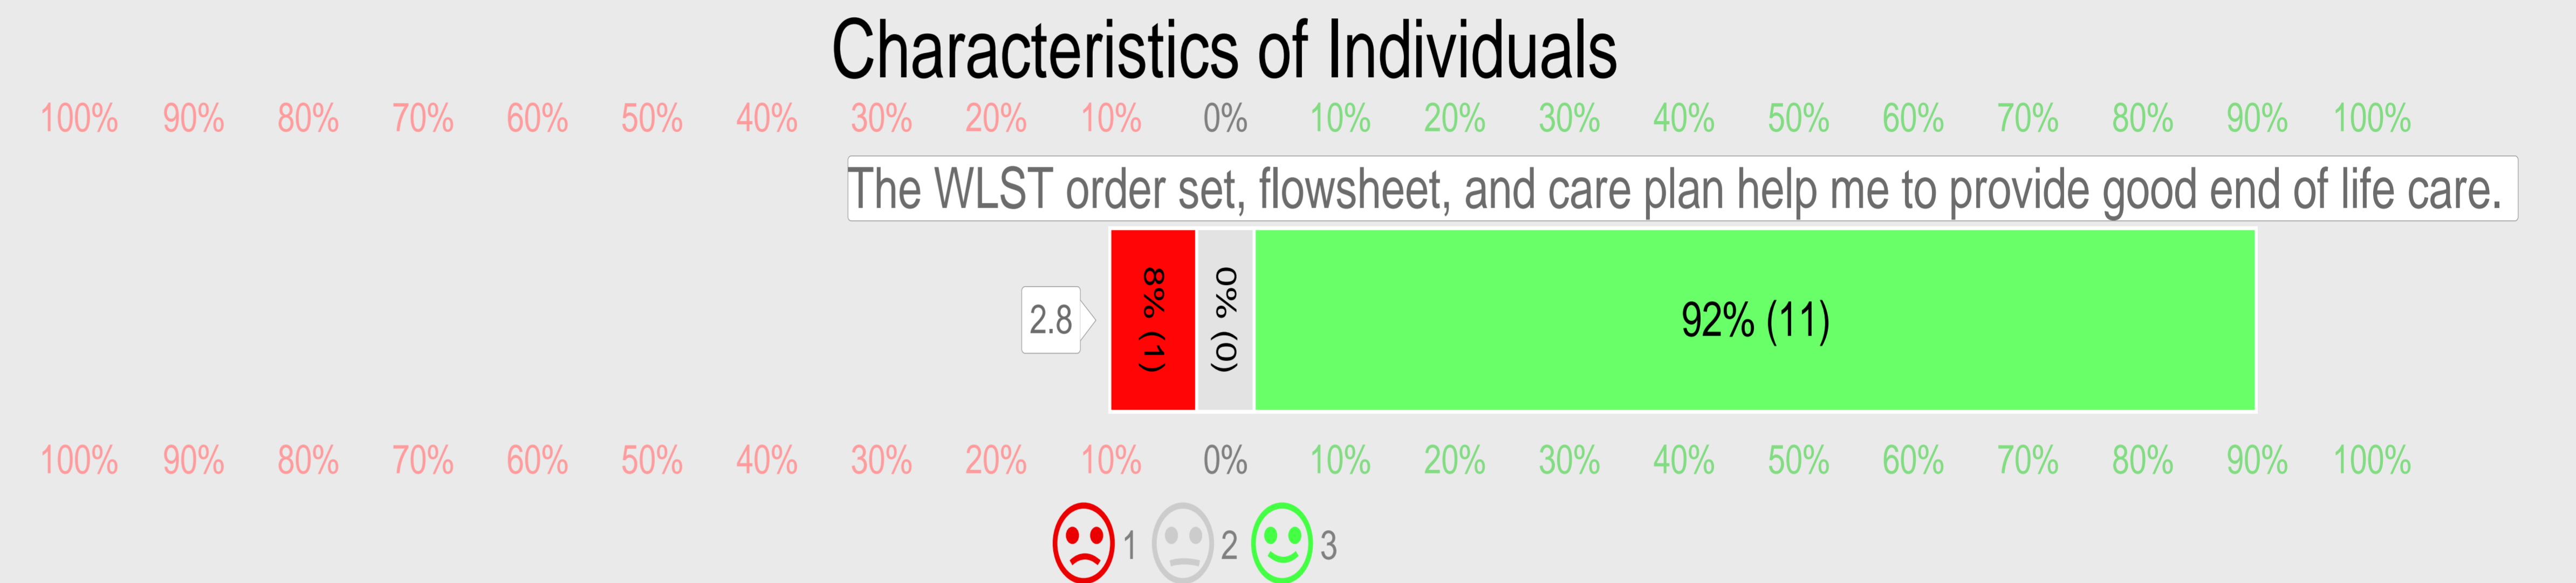 Characteristics of Individuals
100% 90% 80% 70% 60% 50% 40% 30% 20% 10% 0% 10% 20% 30% 40% 50% 60% 70% 80% 90% 100%
The WLST order set, flowsheet, and care plan help me to provide good end of life care.
2.8 8% (1) 0% (0) 92% (11)
100% 90% 80% 70% 60% 50% 40% 30% 20% 10% 0% 10% 20% 30% 40% 50% 60% 70% 80% 90% 100%
1 2 3